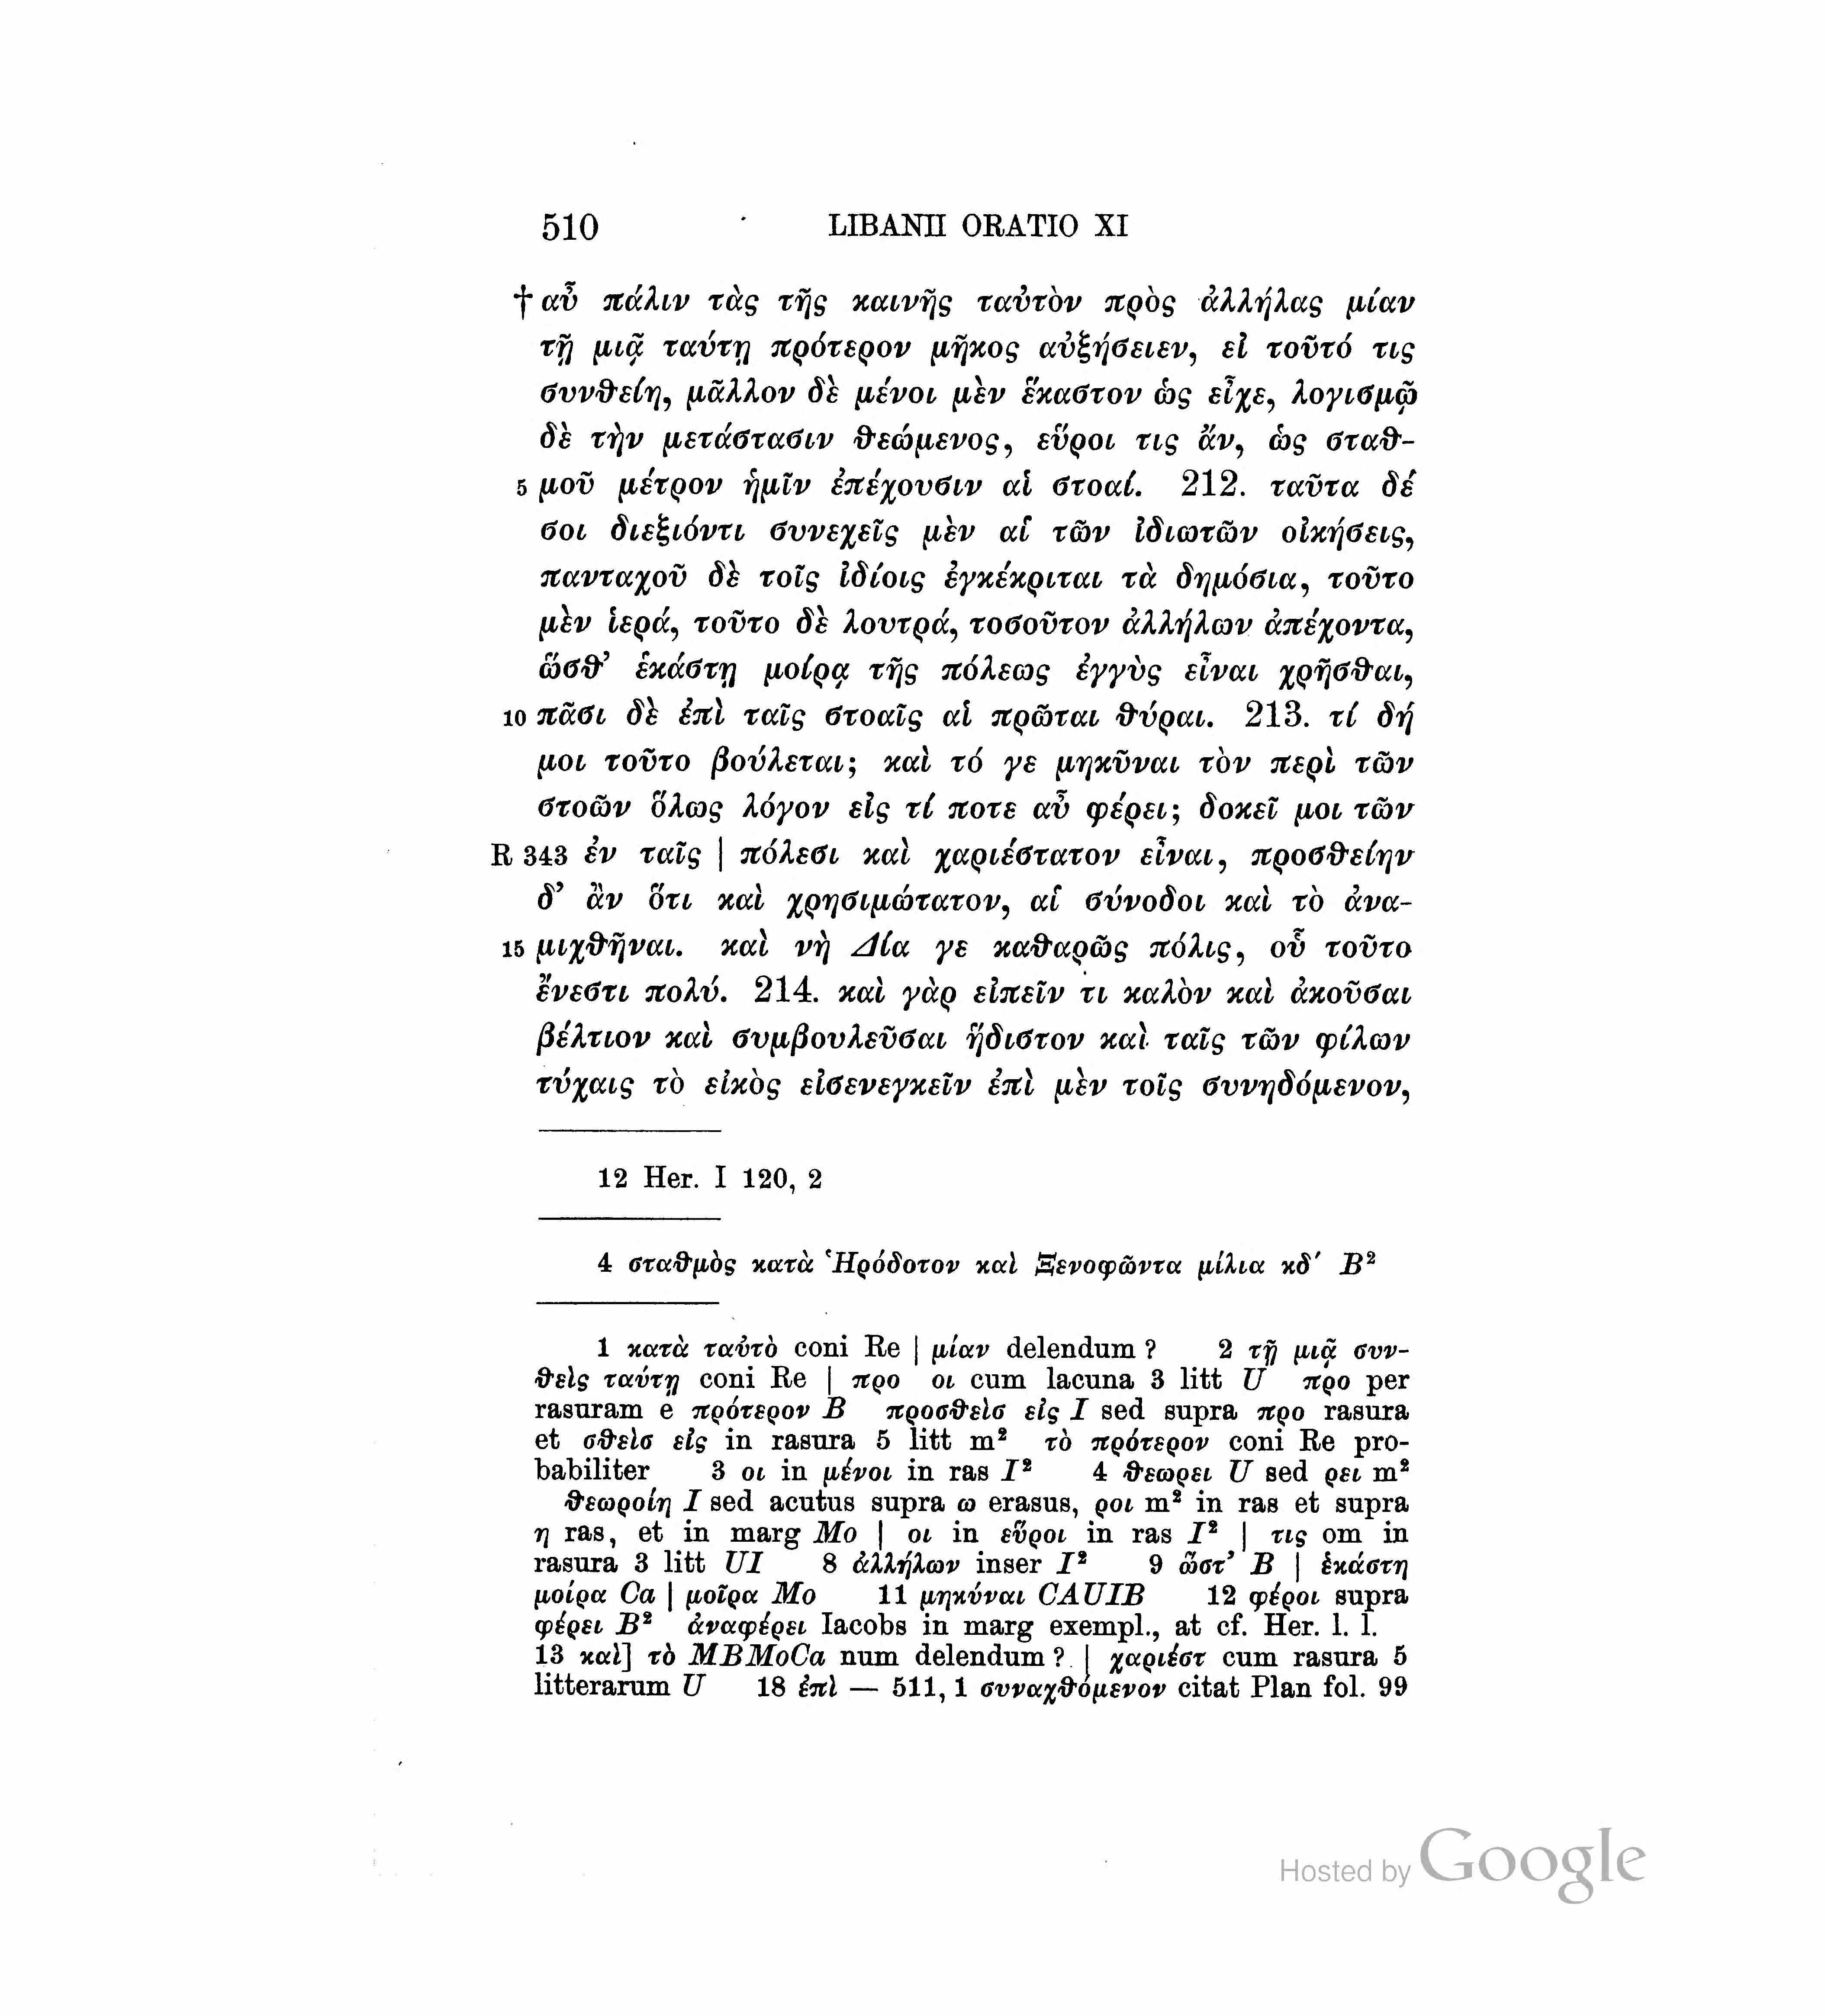 510 LIBANII ORATIO XI
† αὖ πάλιν τὰς τῆς καινῆς ταὐτὸν πρὸς ἀλλήλας μίαν
τῇ μιᾷ ταύτῃ πρότερον μῆκος αὐξήσειεν, εἰ τοῦτό τις
συνθείη, μᾶλλον δὲ μένοι μὲν ἕκαστον ὡς εἶχε, λογισμῷ
δὲ τὴν μετάστασιν θεώμενος, εὕροι τις ἄν, ὡς σταθ-
5 μοῦ μέτρον ἡμῖν ἐπέχουσιν αἱ στοαί. 212. ταῦτα δέ
σοι διεξιόντι συνεχεῖς μὲν αἵ τῶν ἰδιωτῶν οἰκήσεις,
πανταχοῦ δὲ τοῖς ἰδίοις ἐγκέκριται τὰ δημόσια, τοῦτο
μὲν ἱερά, τοῦτο δὲ λουτρά, τοσοῦτον ἀλλήλων ἀπέχοντα,
ὥσθ’ ἑκάστῃ μοίρᾳ τῆς πόλεως ἐγγὺς εἶναι χρῆσθαι,
10 πᾶσι δὲ ἐπὶ ταῖς στοαῖς αἱ πρῶται θύραι. 213. τί δή
μοι τοῦτο βούλεται; καὶ τό γε μηκῦναι τὸν περὶ τῶν
στοῶν ὅλως λόγον εἰς τί ποτε αὖ φέρει; δοκεῖ μοι τῶν
R 343 ἐν ταῖς | πόλεσι καὶ χαριέστατον εἶναι, προσθείην
δ’ ἂν ὅτι καὶ χρησιμώτατον, αἵ σύνοδοι καὶ τὸ ἀνα-
15 μιχθῆναι. καὶ νὴ Δία γε καθαρῶς πόλις, οὗ τοῦτο
ἔνεστι πολύ. 214. καὶ γὰρ εἰπεῖν τι καλὸν καὶ ἀκοῦσαι
βέλτιον καὶ συμβουλεῦσαι ἥδιστον καὶ ταῖς τῶν φίλων
τύχαις τὸ εἰκὸς εἰσενεγκεῖν ἐπὶ μὲν τοῖς συνηδόμενον,
12 Her. I 120, 2
4 σταθμὸς κατὰ Ἡρόδοτον καὶ Ξενοφῶντα μίλια κδ′ B²
1 κατὰ ταὐτὸ coni Re | μίαν delendum? 2 τῇ μιᾷ συν-
θεὶς ταύτῃ coni Re | προ οι cum lacuna 3 litt U προ per
rasuram e πρότερον B προσθεὶσ εἰς I sed supra προ rasura
et σθεὶσ εἰς in rasura 5 litt m² τὸ πρότερον coni Re pro-
babiliter 3 οι in μένοι in ras I² 4 θεωρει U sed ρει m²
θεωροίη I sed acutus supra ω erasus, ροι m² in ras et supra
η ras, et in marg Mo | οι in εὕροι in ras I² | τις om in
rasura 3 litt UI 8 ἀλλήλων inser I² 9 ὥστ’ B | ἑκάστη
μοίρα Ca | μοῖρα Mo 11 μηκύναι CAUIB 12 φέροι supra
φέρει B² ἀναφέρει Iacobs in marg exempl., at cf. Her. l. l.
13 καὶ] τὸ MBMoCa num delendum? | χαριέστ cum rasura 5
litterarum U 18 ἐπὶ — 511, 1 συναχθόμενον citat Plan fol. 99
Hosted by Google